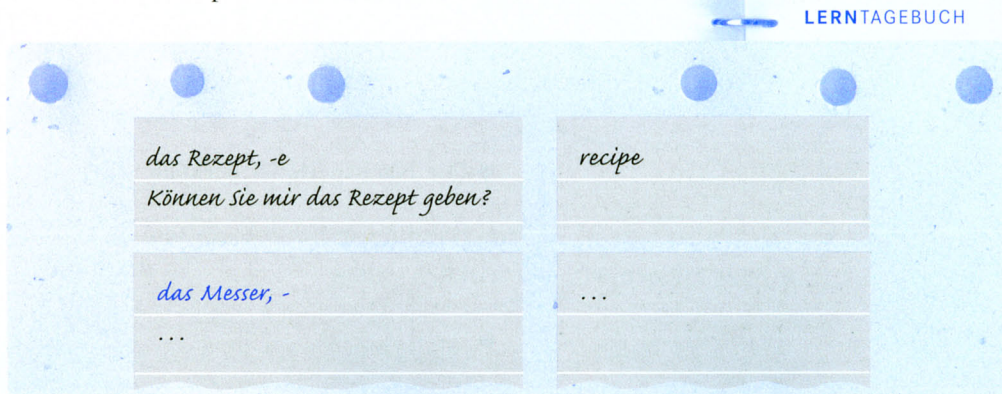 LERNTAGEBUCH
das Rezept, -e
recipe
Können Sie mir das Rezept geben?
das Messer, -
...
...